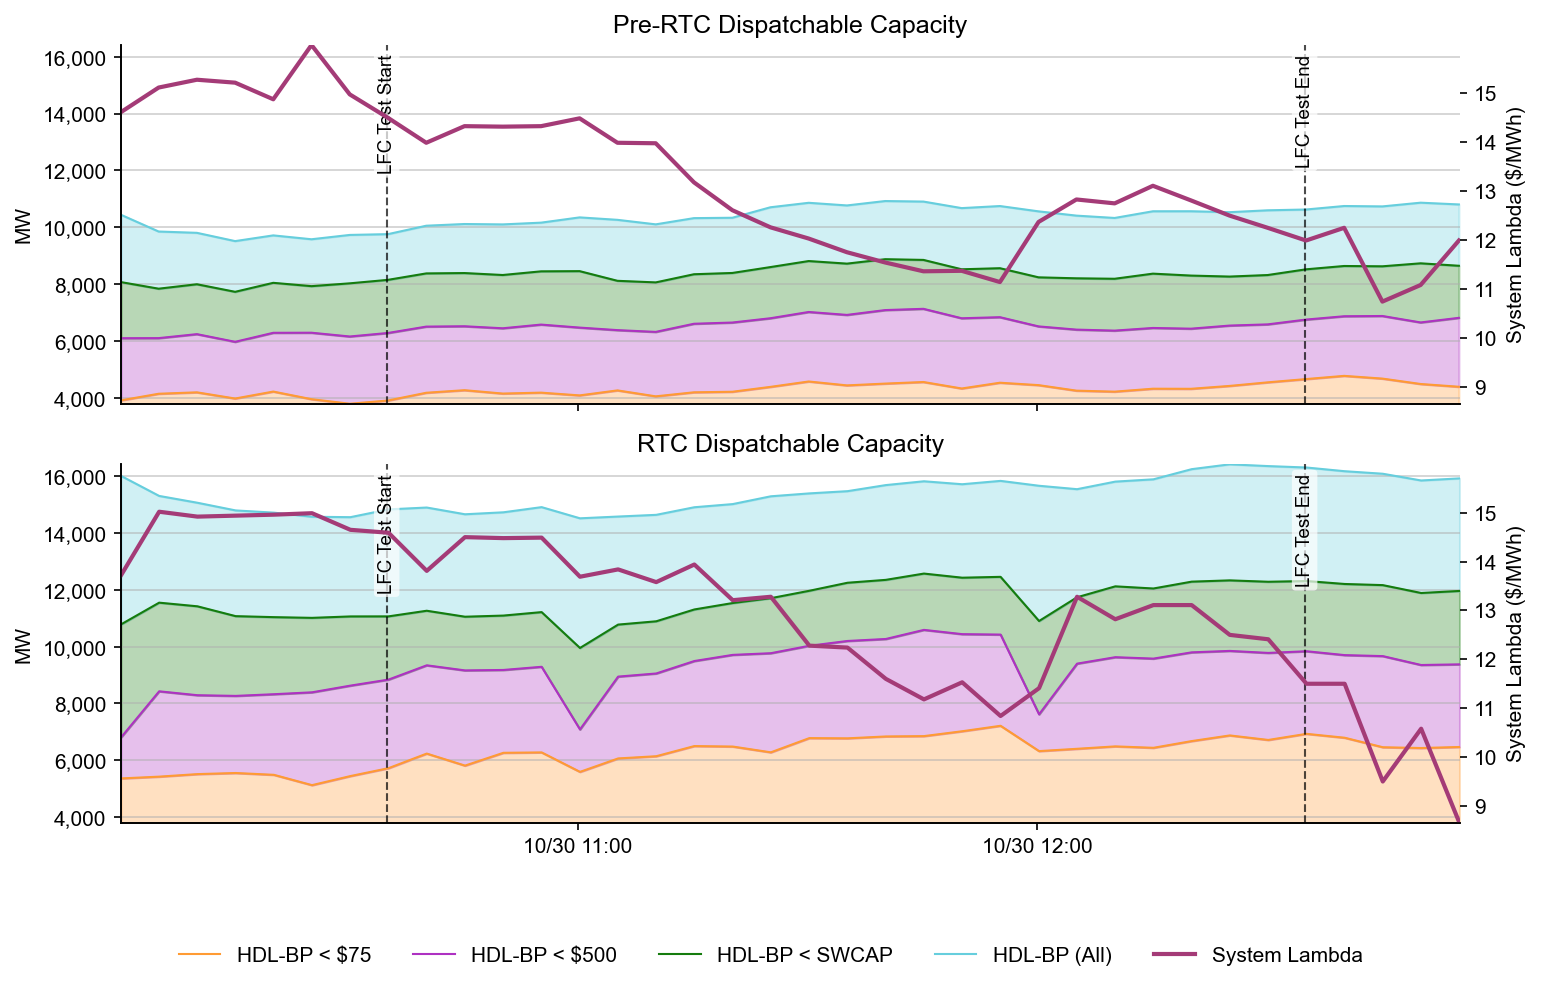 Pre-RTC Dispatchable Capacity
16,000
14,000
12,000
10,000
8,000
6,000
4,000
MW
LFC Test Start
LFC Test End
15
14
13
12
11
10
9
System Lambda ($/MWh)
RTC Dispatchable Capacity
16,000
14,000
12,000
10,000
8,000
6,000
4,000
MW
LFC Test Start
LFC Test End
15
14
13
12
11
10
9
System Lambda ($/MWh)
10/30 11:00
10/30 12:00
HDL-BP < $75
HDL-BP < $500
HDL-BP < SWCAP
HDL-BP (All)
System Lambda